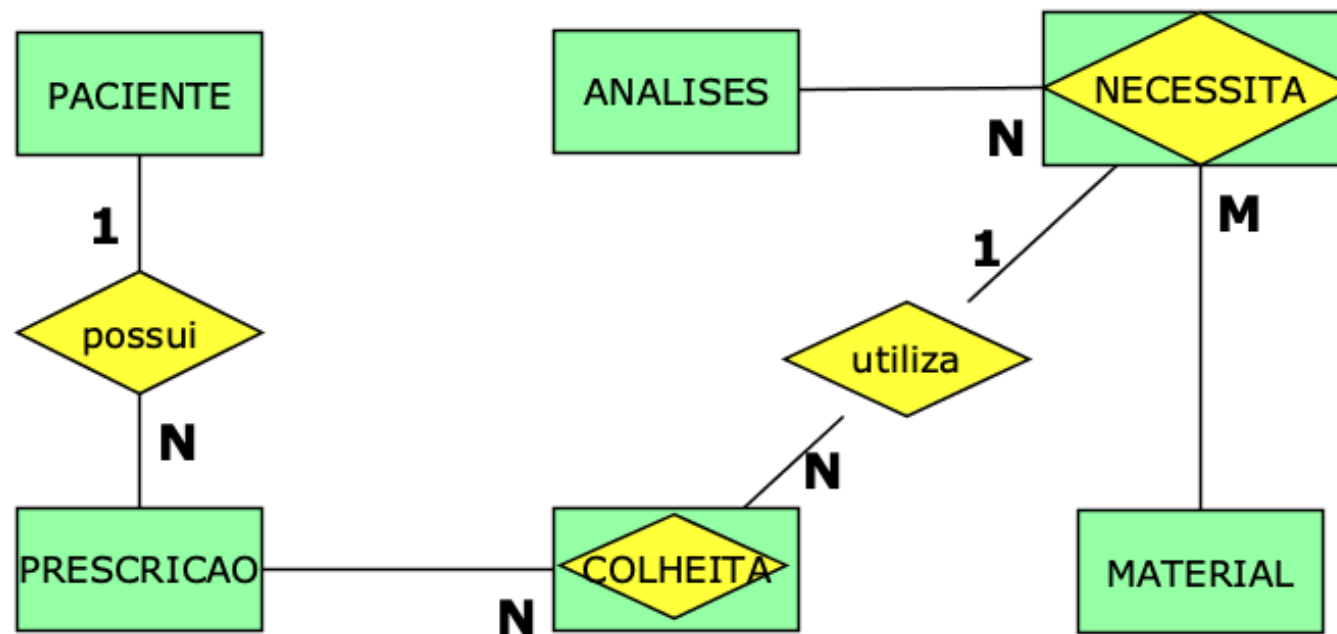 PACIENTE
ANALISES
NECESSITA
N
M
1
1
possui
utiliza
N
N
PRESCRICAO
COLHEITA
MATERIAL
N